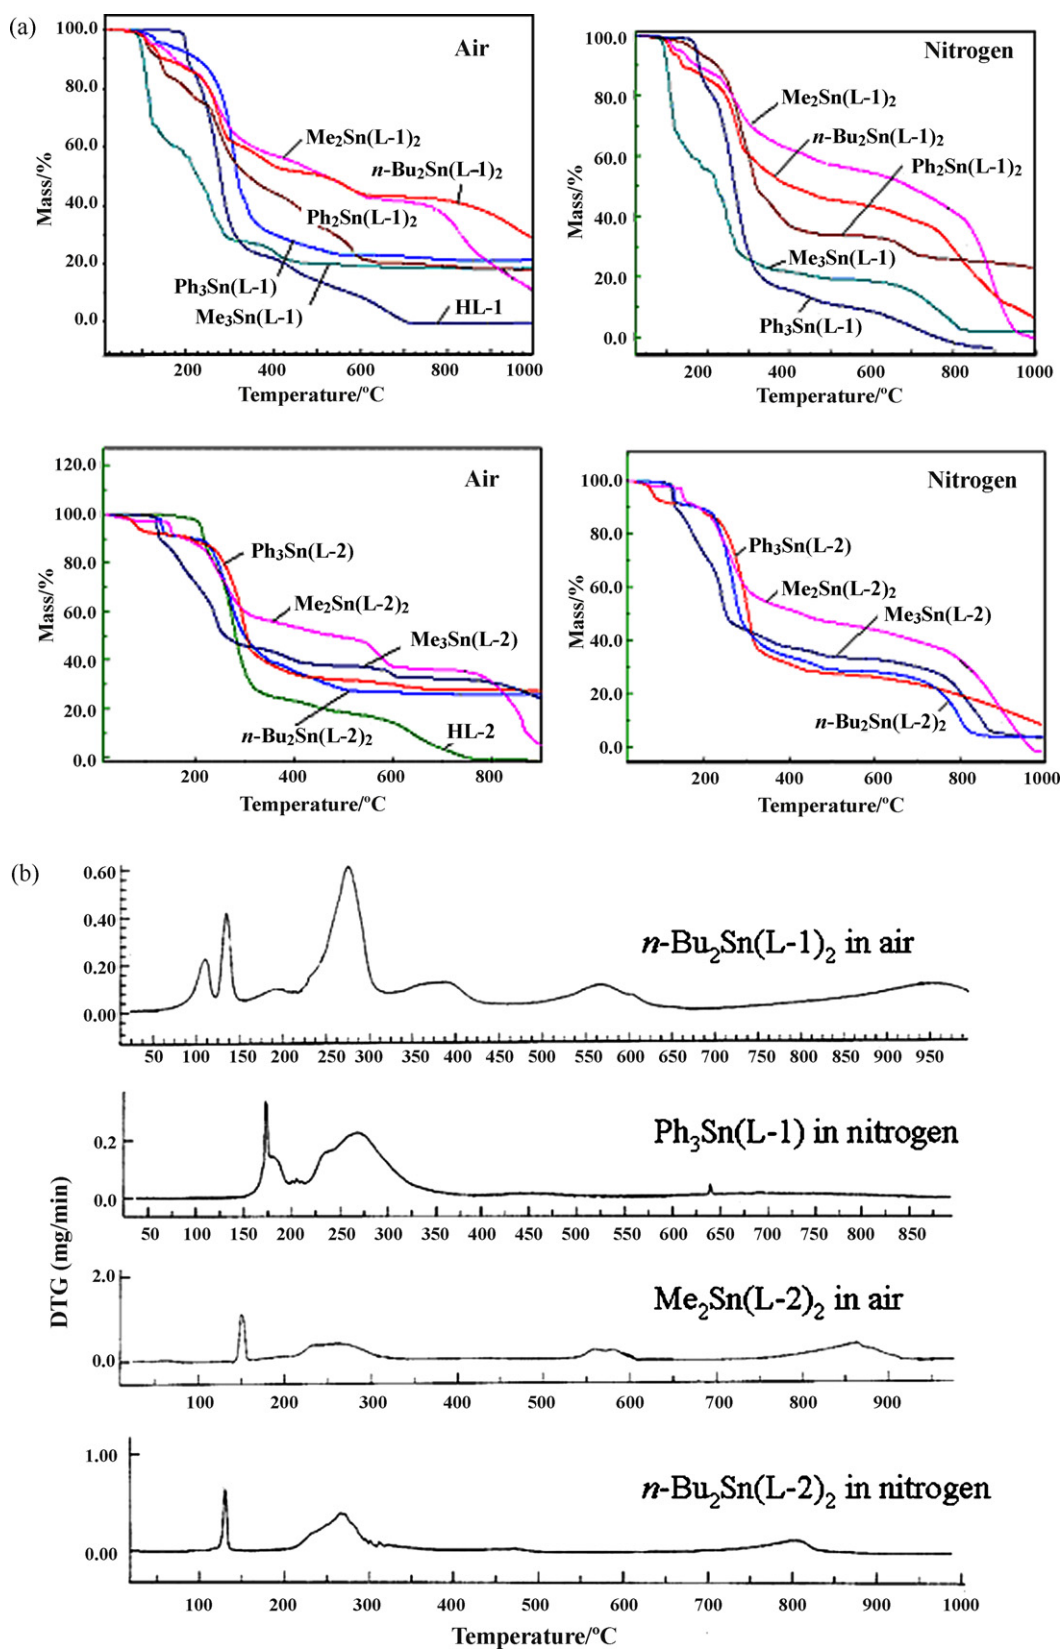 (a)
Air
100.0
80.0
60.0
40.0
20.0
0.0
Mass/%
Me₂Sn(L-1)₂
n-Bu₂Sn(L-1)₂
Ph₂Sn(L-1)₂
Ph₃Sn(L-1)
Me₃Sn(L-1)
HL-1
200 400 600 800 1000
Temperature/ºC
Nitrogen
100.0
80.0
60.0
40.0
20.0
0.0
Mass/%
Me₂Sn(L-1)₂
n-Bu₂Sn(L-1)₂
Ph₂Sn(L-1)₂
Me₃Sn(L-1)
Ph₃Sn(L-1)
200 400 600 800 1000
Temperature/ºC
Air
120.0
100.0
80.0
60.0
40.0
20.0
0.0
Mass/%
Ph₃Sn(L-2)
Me₂Sn(L-2)₂
Me₃Sn(L-2)
n-Bu₂Sn(L-2)₂
HL-2
200 400 600 800
Temperature/ºC
Nitrogen
100.0
80.0
60.0
40.0
20.0
0.0
Mass/%
Ph₃Sn(L-2)
Me₂Sn(L-2)₂
Me₃Sn(L-2)
n-Bu₂Sn(L-2)₂
200 400 600 800 1000
Temperature/ºC
(b)
DTG (mg/min)
0.60
0.40
0.20
0.00
n-Bu₂Sn(L-1)₂ in air
50 100 150 200 250 300 350 400 450 500 550 600 650 700 750 800 850 900 950
0.2
0.0
Ph₃Sn(L-1) in nitrogen
50 100 150 200 250 300 350 400 450 500 550 600 650 700 750 800 850
2.0
0.0
Me₂Sn(L-2)₂ in air
100 200 300 400 500 600 700 800 900
1.00
0.00
n-Bu₂Sn(L-2)₂ in nitrogen
100 200 300 400 500 600 700 800 900 1000
Temperature/ºC